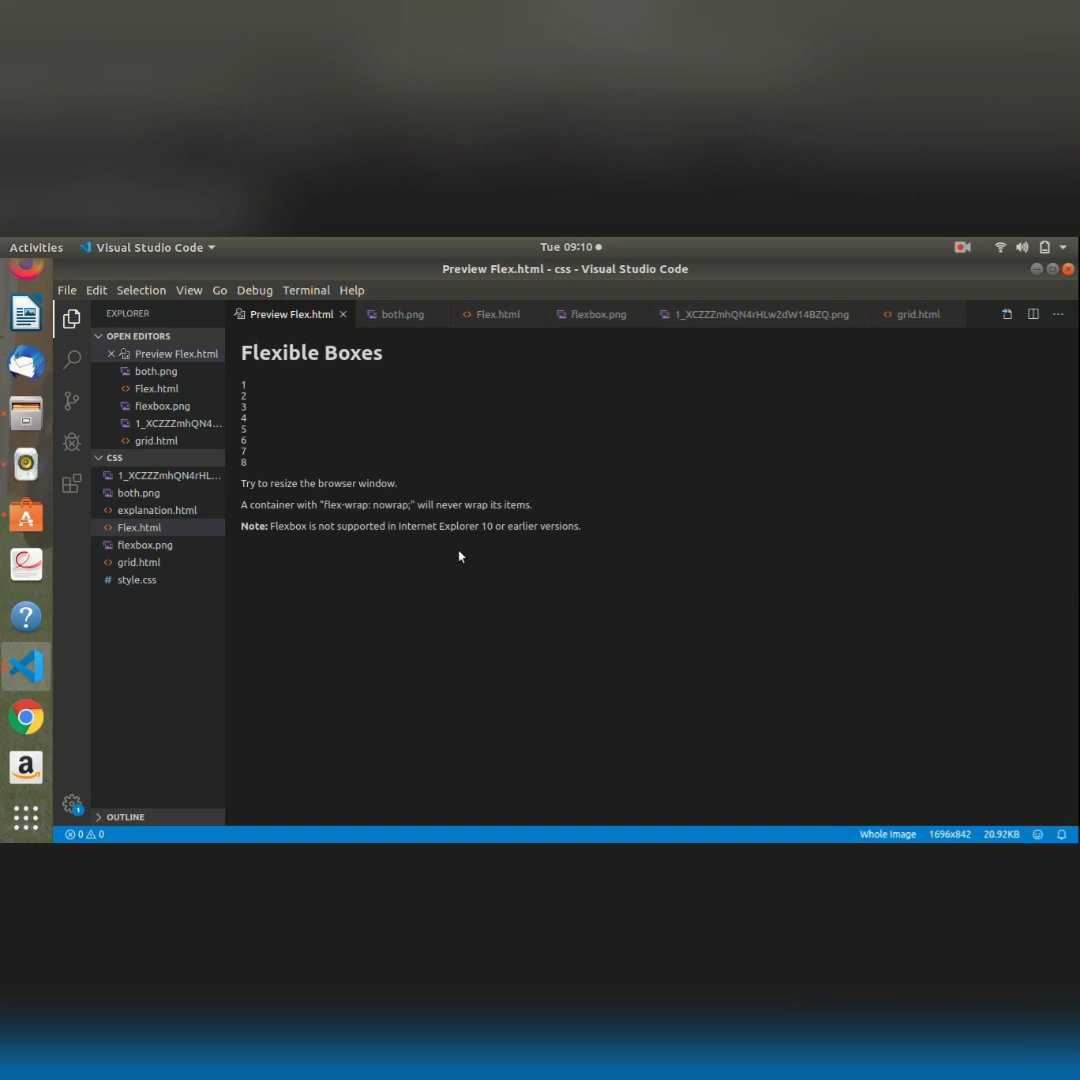 Activities Visual Studio Code Tue 09:10
Preview Flex.html - css - Visual Studio Code
File Edit Selection View Go Debug Terminal Help
EXPLORER
OPEN EDITORS
Preview Flex.html
both.png
Flex.html
flexbox.png
1_XCZZZmhQN4...
grid.html
CSS
1_XCZZZmhQN4rHL...
both.png
explanation.html
Flex.html
flexbox.png
grid.html
style.css
OUTLINE
Preview Flex.html both.png Flex.html flexbox.png 1_XCZZZmhQN4rHLw2dW14BZQ.png grid.html
Flexible Boxes
1
2
3
4
5
6
7
8
Try to resize the browser window.
A container with "flex-wrap: nowrap;" will never wrap its items.
Note: Flexbox is not supported in Internet Explorer 10 or earlier versions.
a
1
0 0 Whole Image 1696x842 20.92KB